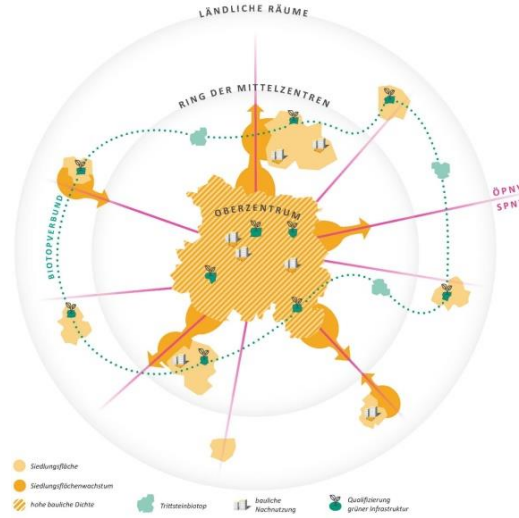 LÄNDLICHE RÄUME
RING DER MITTELZENTREN
OBERZENTRUM
BIOTOPVERBUND
ÖPNV
SPNV
Siedlungsfläche
Siedlungsflächenwachstum
hohe bauliche Dichte
Trittsteinbiotop
bauliche
Nachnutzung
Qualifizierung
grüner Infrastruktur